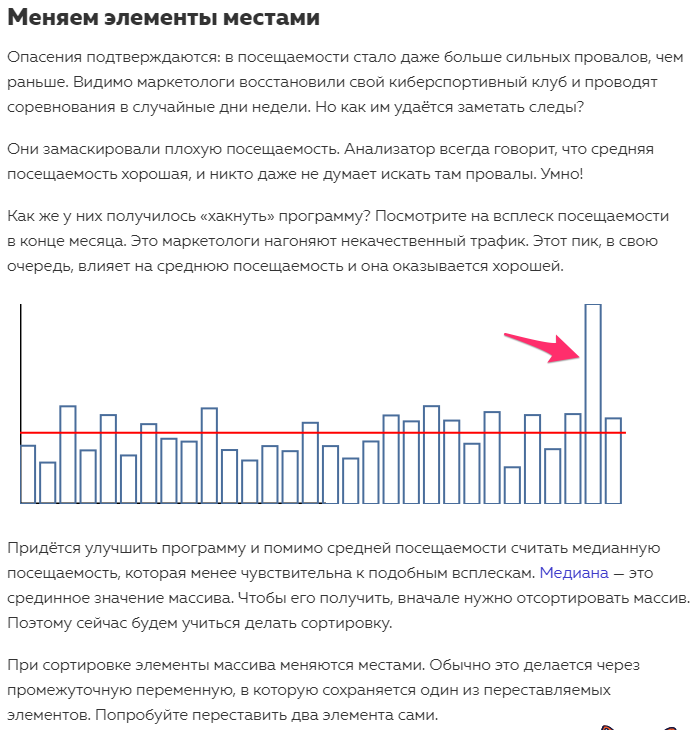 Меняем элементы местами
Опасения подтверждаются: в посещаемости стало даже больше сильных провалов, чем
раньше. Видимо маркетологи восстановили свой киберспортивный клуб и проводят
соревнования в случайные дни недели. Но как им удаётся заметать следы?
Они замаскировали плохую посещаемость. Анализатор всегда говорит, что средняя
посещаемость хорошая, и никто даже не думает искать там провалы. Умно!
Как же у них получилось «хакнуть» программу? Посмотрите на всплеск посещаемости
в конце месяца. Это маркетологи нагоняют некачественный трафик. Этот пик, в свою
очередь, влияет на среднюю посещаемость и она оказывается хорошей.
Придётся улучшить программу и помимо средней посещаемости считать медианную
посещаемость, которая менее чувствительна к подобным всплескам. Медиана — это
срединное значение массива. Чтобы его получить, вначале нужно отсортировать массив.
Поэтому сейчас будем учиться делать сортировку.
При сортировке элементы массива меняются местами. Обычно это делается через
промежуточную переменную, в которую сохраняется один из переставляемых
элементов. Попробуйте переставить два элемента сами.